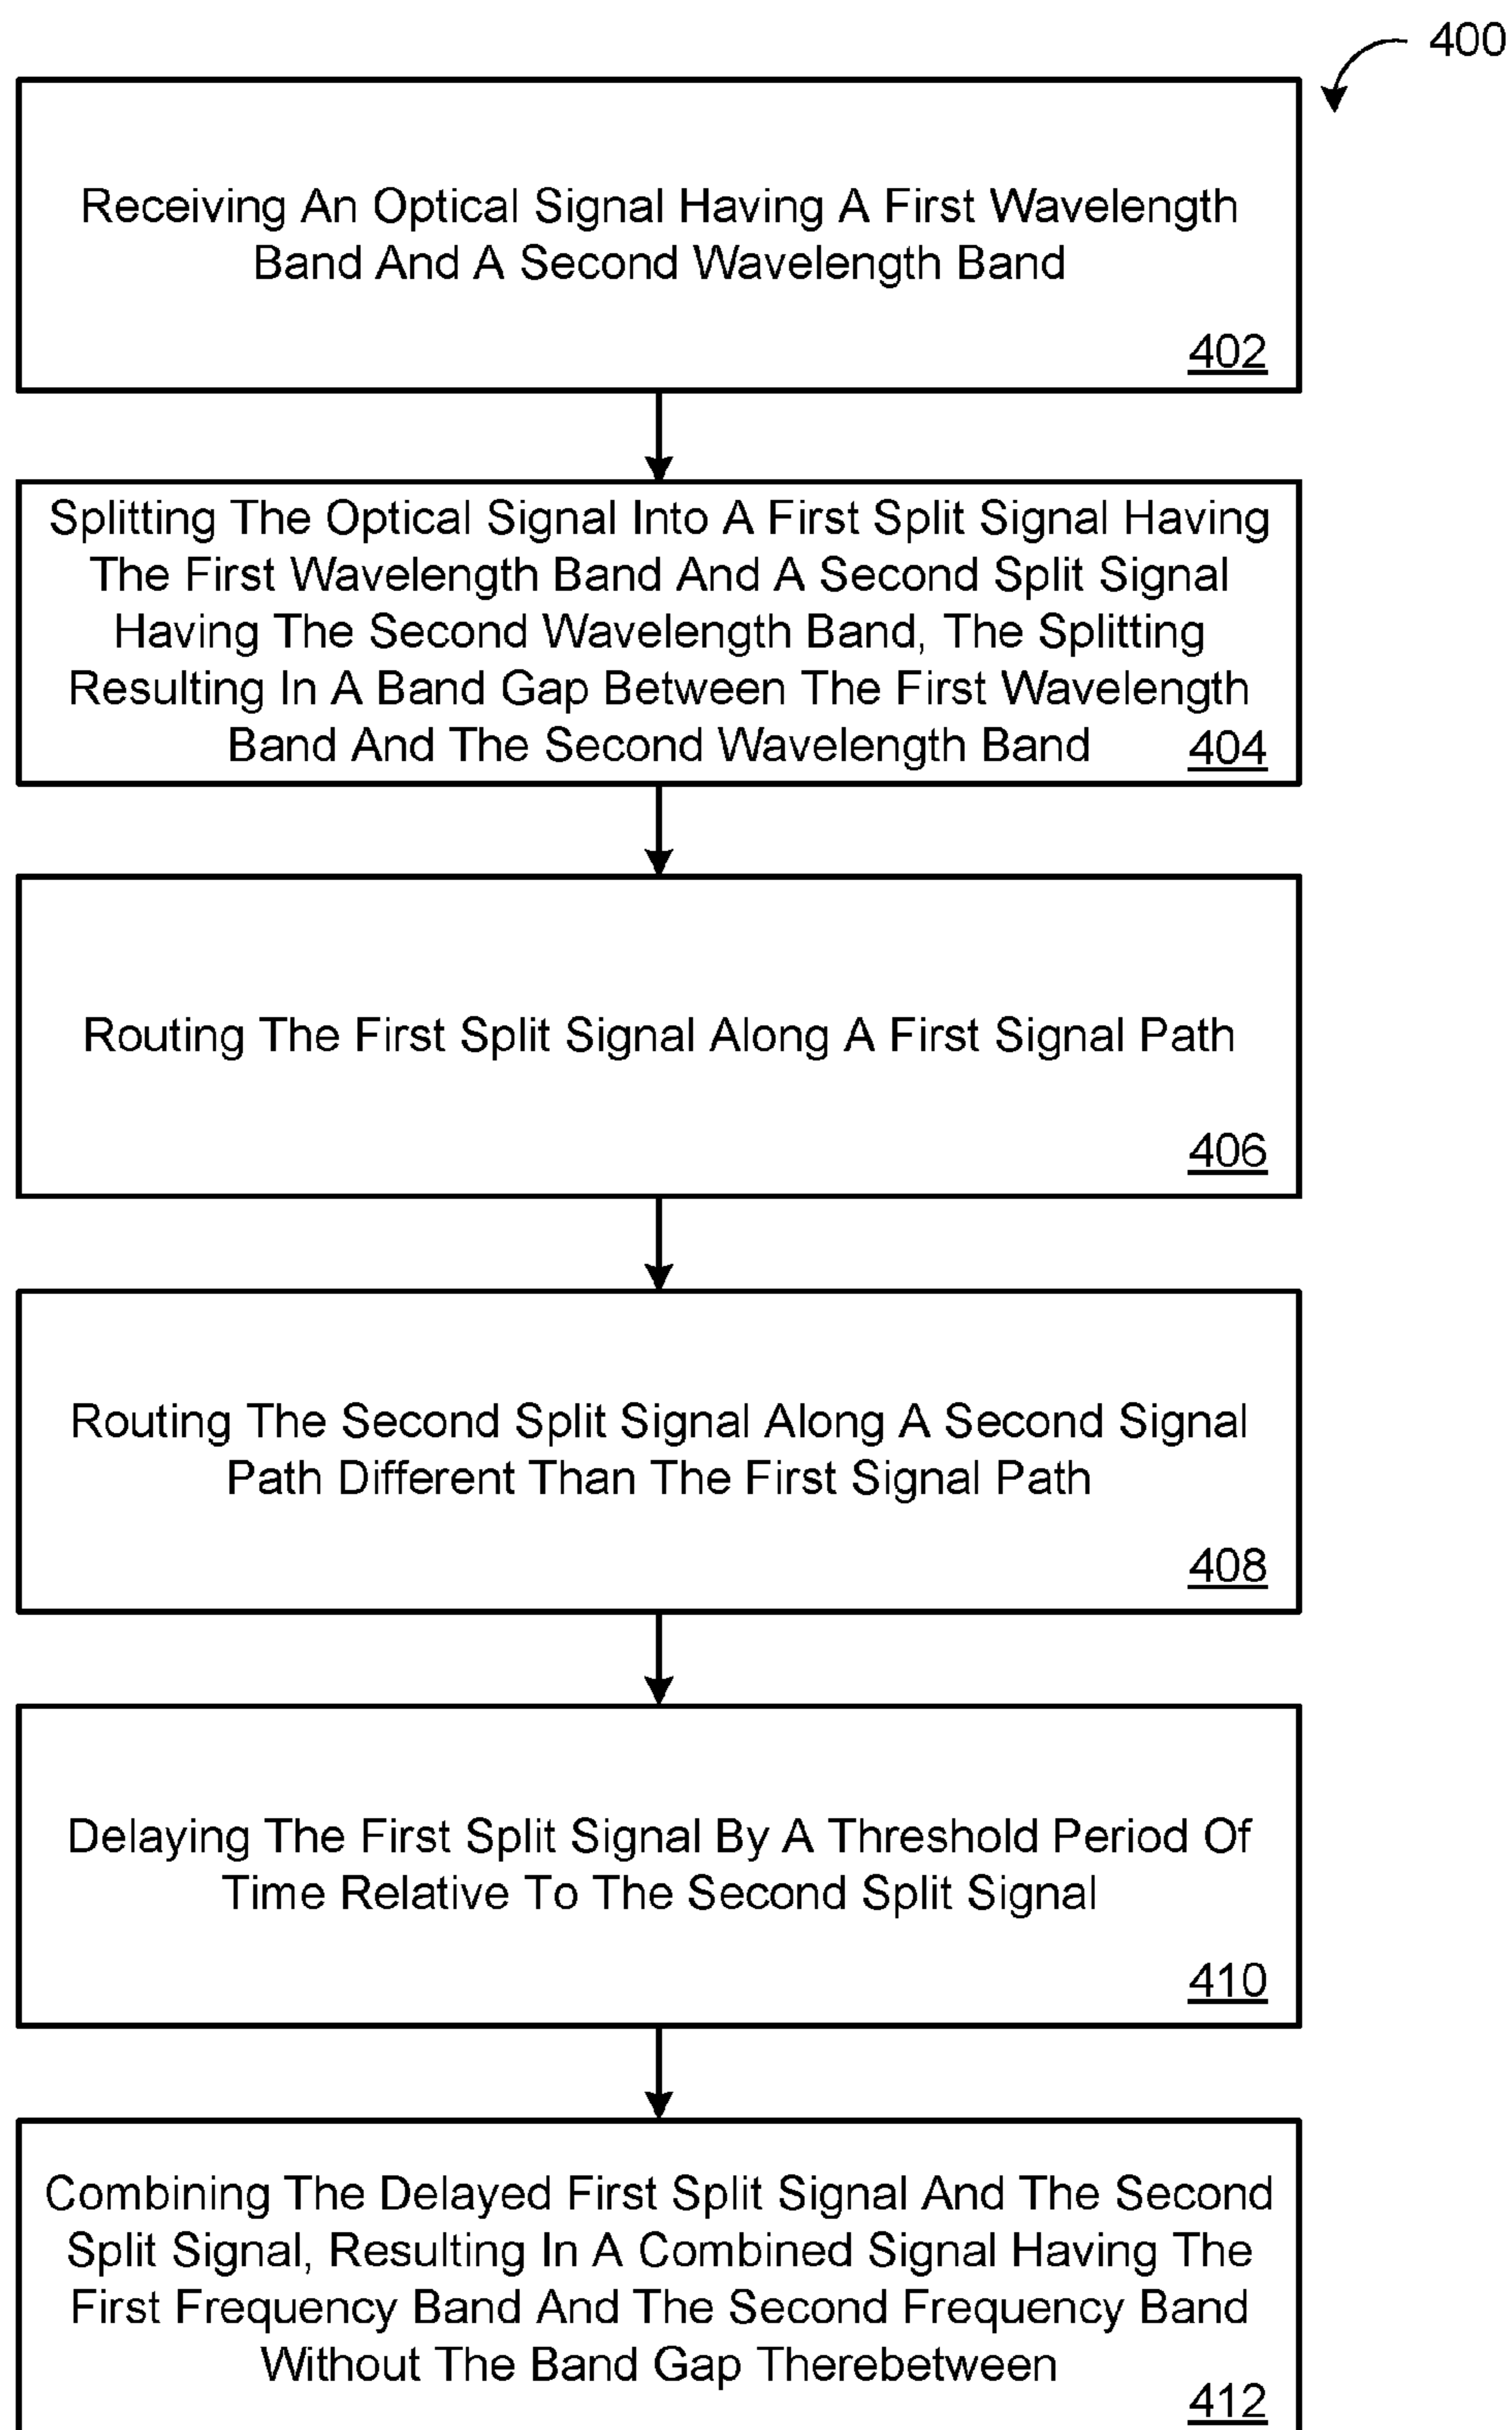 400
Receiving An Optical Signal Having A First Wavelength
Band And A Second Wavelength Band
402
Splitting The Optical Signal Into A First Split Signal Having
The First Wavelength Band And A Second Split Signal
Having The Second Wavelength Band, The Splitting
Resulting In A Band Gap Between The First Wavelength
Band And The Second Wavelength Band
404
Routing The First Split Signal Along A First Signal Path
406
Routing The Second Split Signal Along A Second Signal
Path Different Than The First Signal Path
408
Delaying The First Split Signal By A Threshold Period Of
Time Relative To The Second Split Signal
410
Combining The Delayed First Split Signal And The Second
Split Signal, Resulting In A Combined Signal Having The
First Frequency Band And The Second Frequency Band
Without The Band Gap Therebetween
412